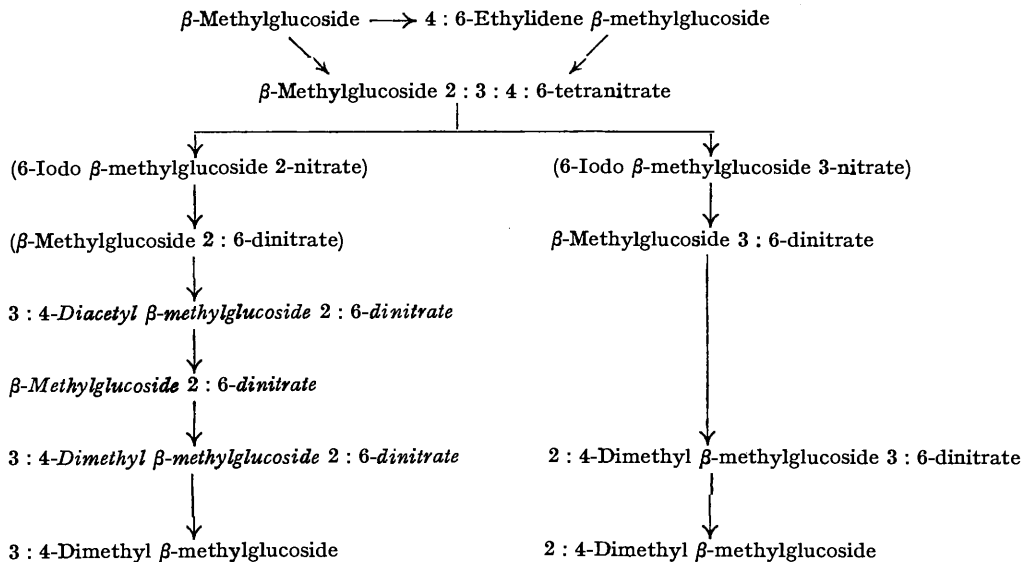 β-Methylglucoside → 4 : 6-Ethylidene β-methylglucoside
β-Methylglucoside 2 : 3 : 4 : 6-tetranitrate
(6-Iodo β-methylglucoside 2-nitrate) (6-Iodo β-methylglucoside 3-nitrate)
(β-Methylglucoside 2 : 6-dinitrate) β-Methylglucoside 3 : 6-dinitrate
3 : 4-Diacetyl β-methylglucoside 2 : 6-dinitrate
β-Methylglucoside 2 : 6-dinitrate
3 : 4-Dimethyl β-methylglucoside 2 : 6-dinitrate 2 : 4-Dimethyl β-methylglucoside 3 : 6-dinitrate
3 : 4-Dimethyl β-methylglucoside 2 : 4-Dimethyl β-methylglucoside